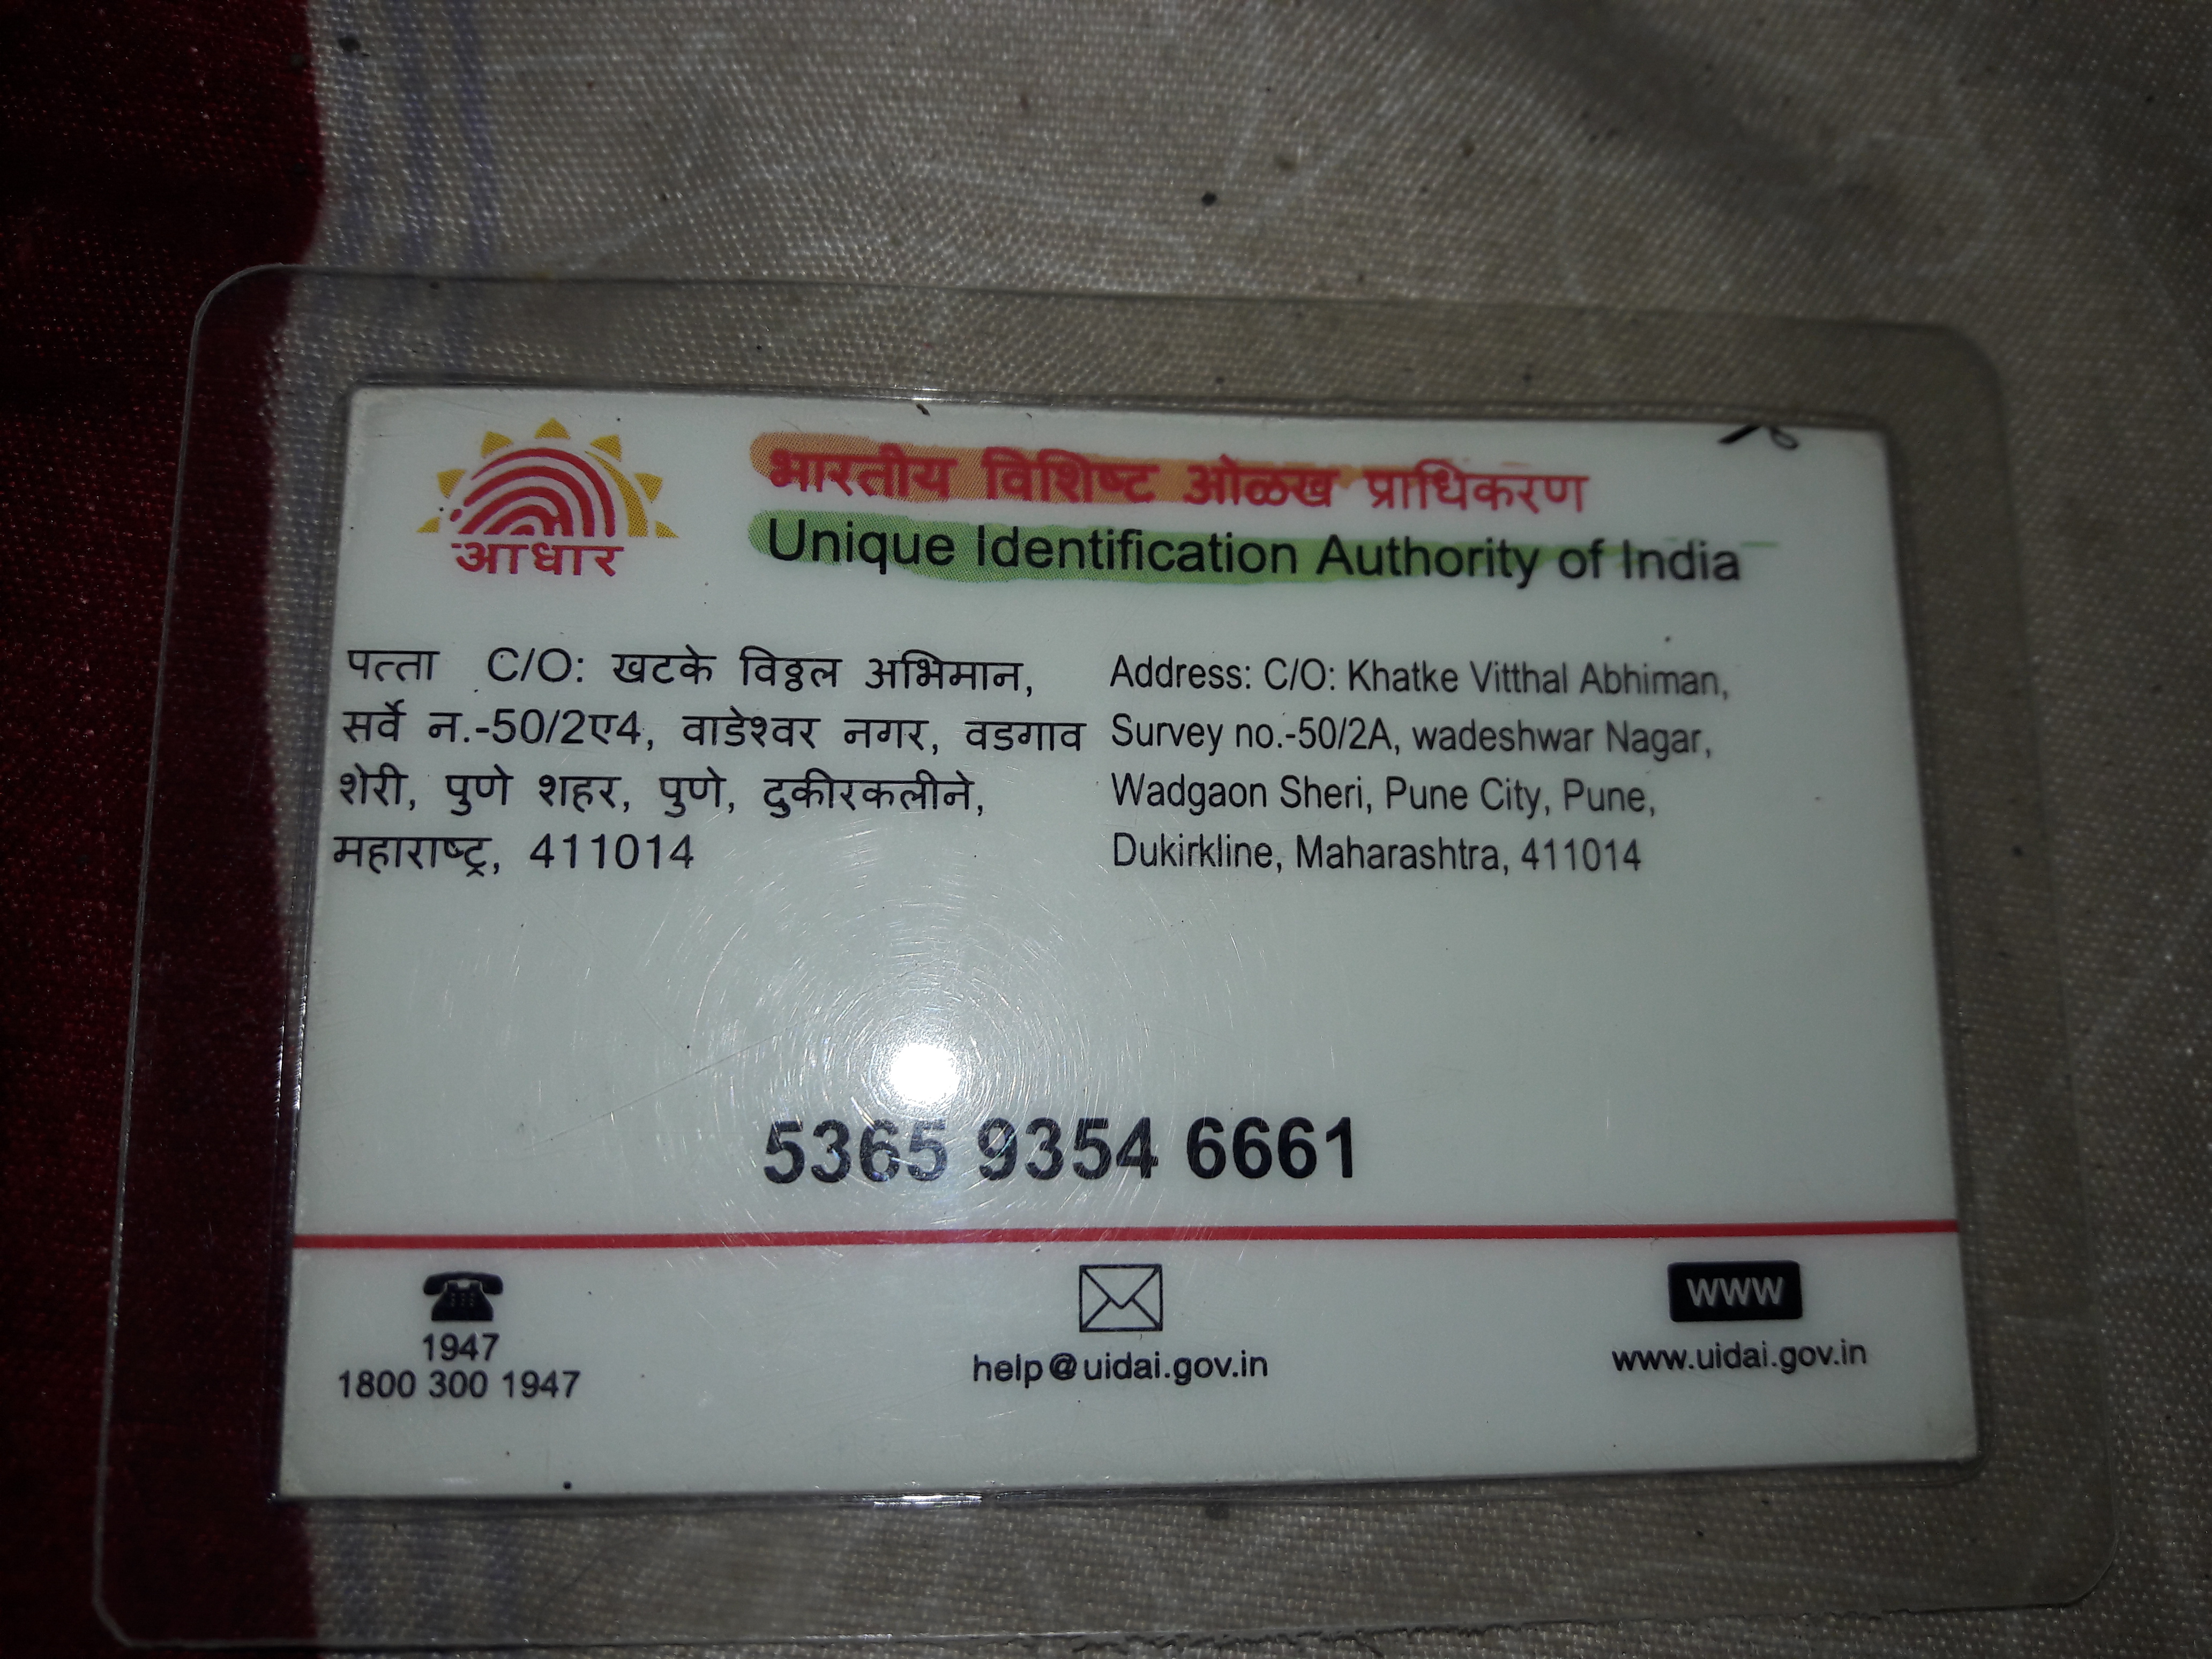 आधार
भारतीय विशिष्ट ओळख प्राधिकरण
Unique Identification Authority of India
पत्ता C/O: खटके विठ्ठल अभिमान,
सर्वे न.-50/2ए4, वाडेश्वर नगर, वडगाव
शेरी, पुणे शहर, पुणे, दुकीरकलीने,
महाराष्ट्र, 411014
Address: C/O: Khatke Vitthal Abhiman,
Survey no.-50/2A, wadeshwar Nagar,
Wadgaon Sheri, Pune City, Pune,
Dukirkline, Maharashtra, 411014
5365 9354 6661
1947
1800 300 1947
help@uidai.gov.in
WWW
www.uidai.gov.in